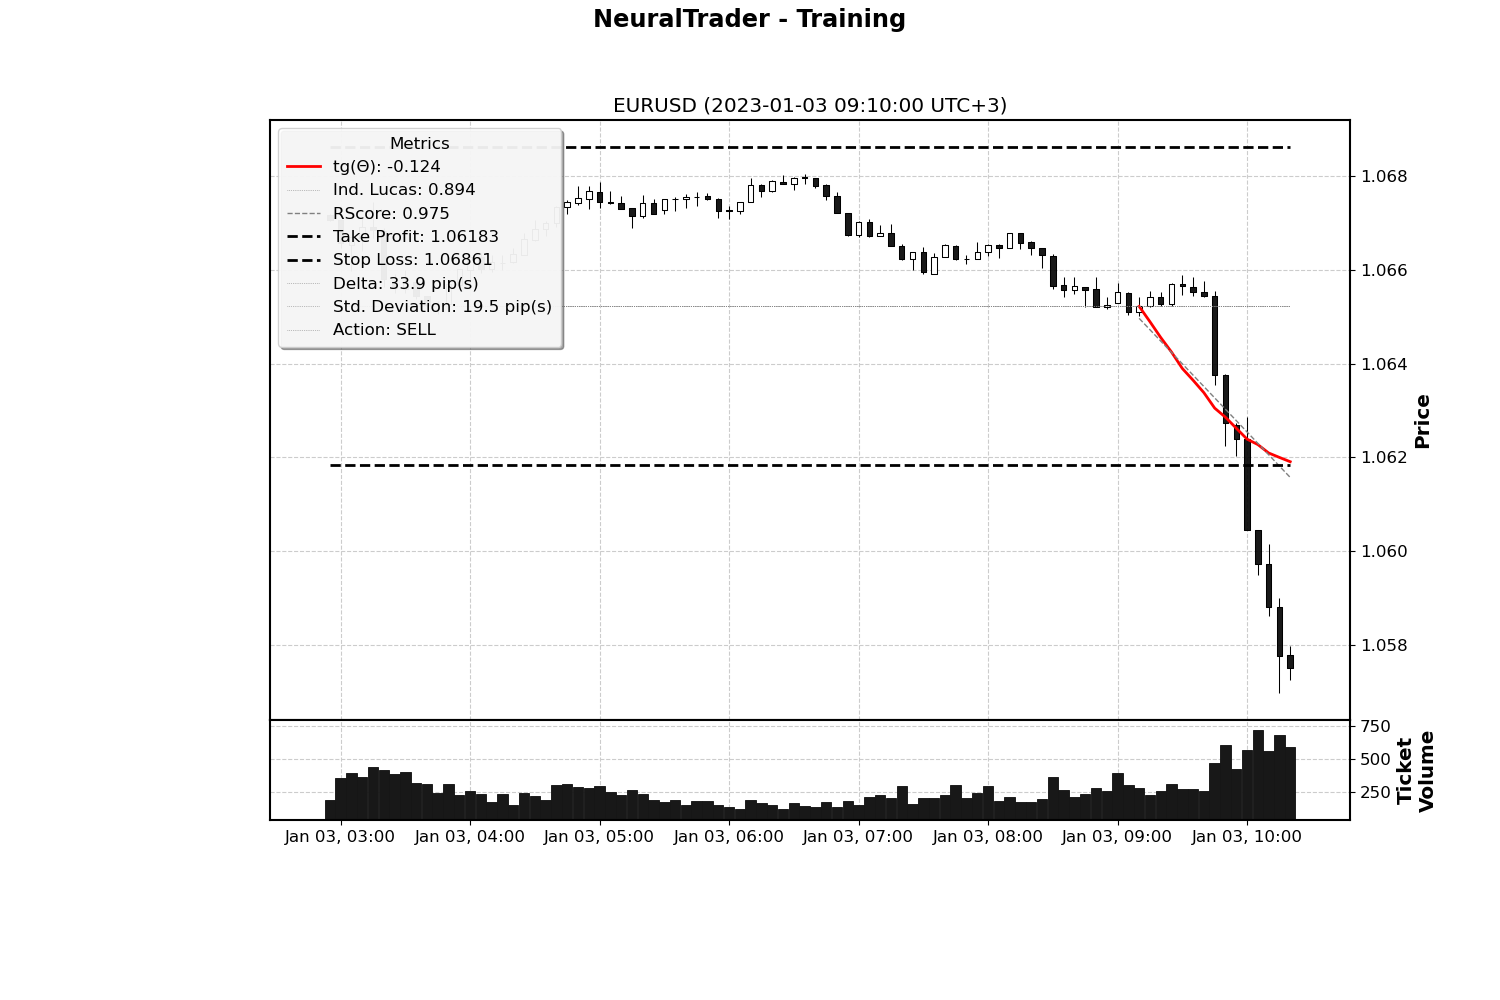 NeuralTrader - Training
EURUSD (2023-01-03 09:10:00 UTC+3)
Metrics
tg(Θ): -0.124
Ind. Lucas: 0.894
RScore: 0.975
Take Profit: 1.06183
Stop Loss: 1.06861
Delta: 33.9 pip(s)
Std. Deviation: 19.5 pip(s)
Action: SELL
1.068
1.066
1.064
1.062
1.060
1.058
Price
750
500
250
Ticket
Volume
Jan 03, 03:00
Jan 03, 04:00
Jan 03, 05:00
Jan 03, 06:00
Jan 03, 07:00
Jan 03, 08:00
Jan 03, 09:00
Jan 03, 10:00